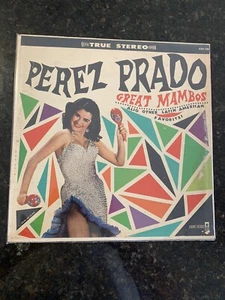 TRUE STEREO
PEREZ PRADO
GREAT MAMBOS
AND OTHER LATIN AMERICAN
FAVORITES!